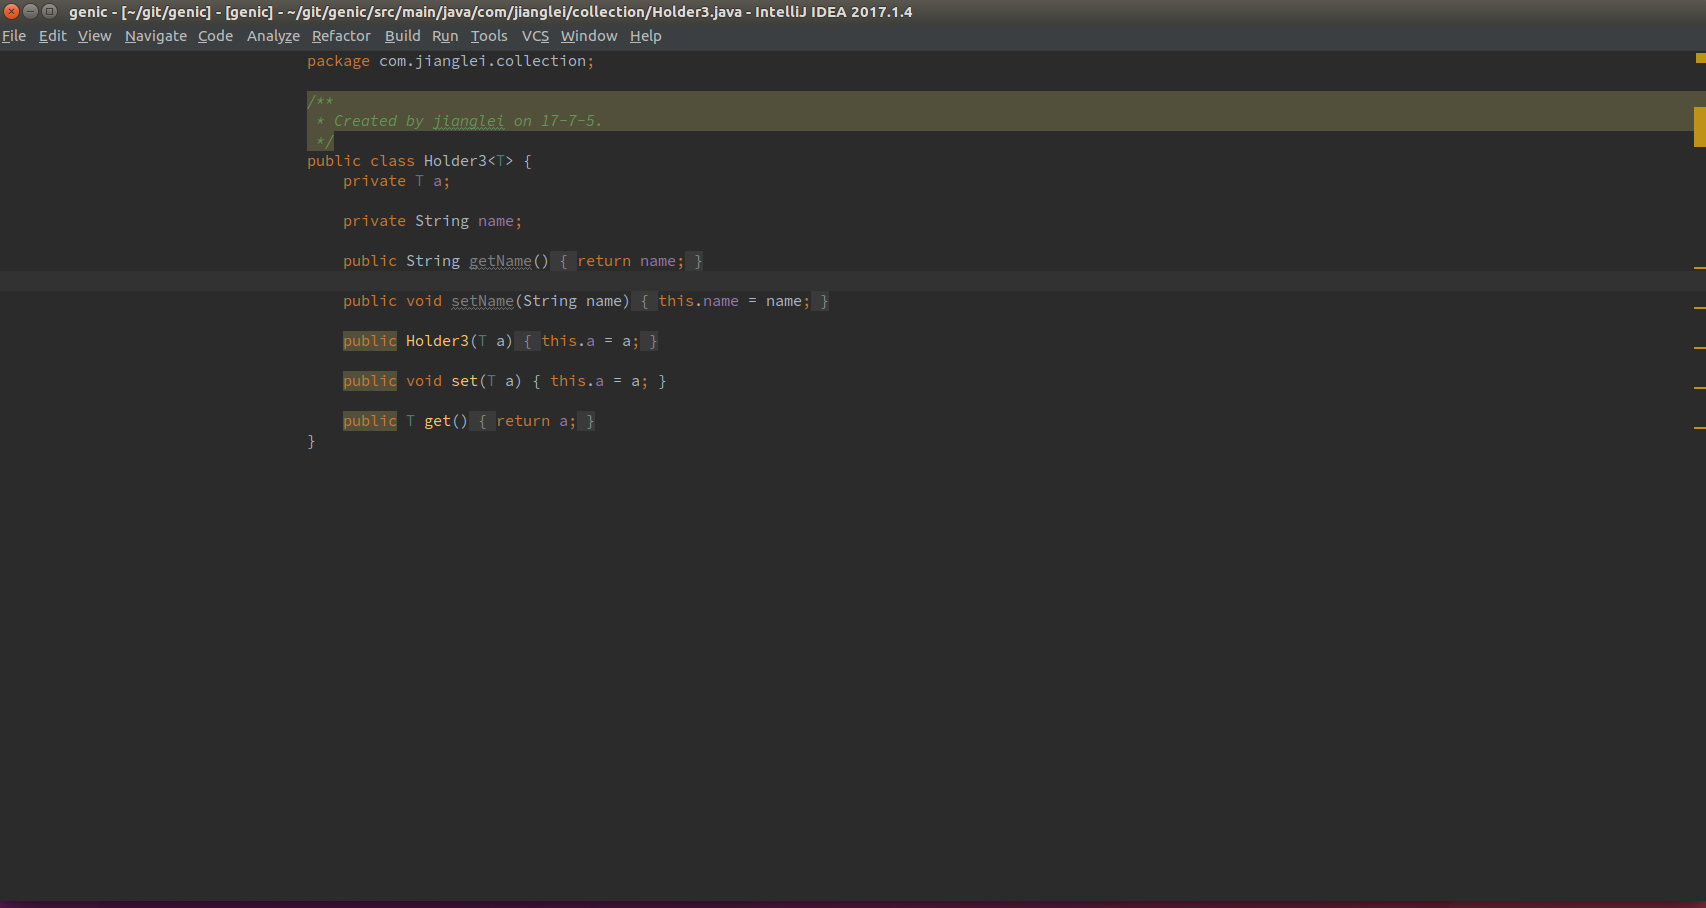 genic - [~/git/genic] - [genic] - ~/git/genic/src/main/java/com/jianglei/collection/Holder3.java - IntelliJ IDEA 2017.1.4
File Edit View Navigate Code Analyze Refactor Build Run Tools VCS Window Help
package com.jianglei.collection;
/**
 * Created by jianglei on 17-7-5.
 */
public class Holder3<T> {
    private T a;
    private String name;
    public String getName() { return name; }
    public void setName(String name) { this.name = name; }
    public Holder3(T a) { this.a = a; }
    public void set(T a) { this.a = a; }
    public T get() { return a; }
}